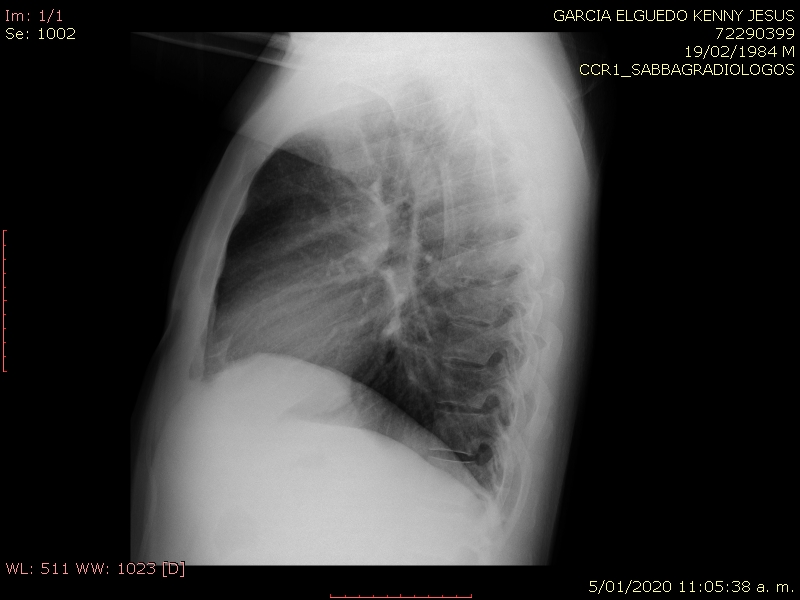 Im: 1/1
Se: 1002
GARCIA ELGUEDO KENNY JESUS
72290399
19/02/1984 M
CCR1_SABBAGRADIOLOGOS
WL: 511 WW: 1023 [D]
5/01/2020 11:05:38 a. m.